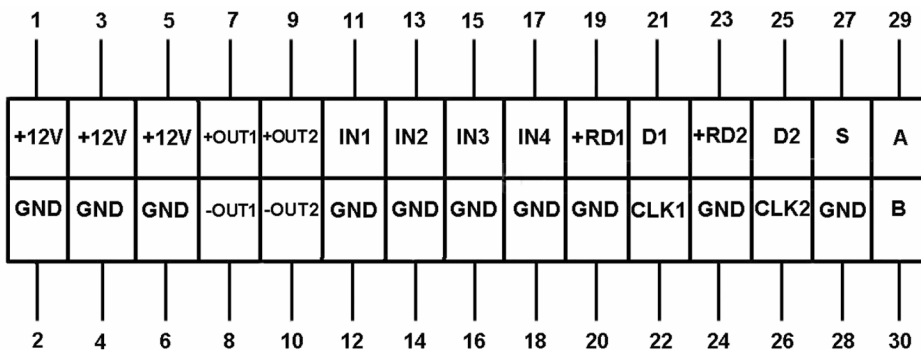 1 3 5 7 9 11 13 15 17 19 21 23 25 27 29
+12V +12V +12V +OUT1 +OUT2 IN1 IN2 IN3 IN4 +RD1 D1 +RD2 D2 S A
GND GND GND -OUT1 -OUT2 GND GND GND GND GND CLK1 GND CLK2 GND B
2 4 6 8 10 12 14 16 18 20 22 24 26 28 30